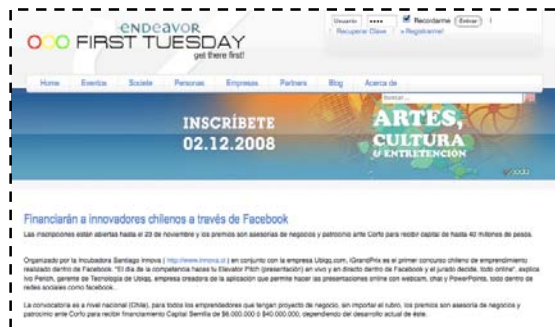 endeavor
FIRST TUESDAY
get there first!
Usuario
Recordarme Entrar
Recuperar Clave » Registrarme!
Home Eventos Societe Personas Empresas Partners Blog Acerca de
buscar...
INSCRÍBETE
02.12.2008
ARTES,
CULTURA
& ENTRETENCIÓN
Financiarán a innovadores chilenos a través de Facebook
Las inscripciones están abiertas hasta el 23 de noviembre y los premios son asesorías de negocios y patrocinio ante Corfo para recibir capital de hasta 40 millones de pesos.
Organizado por la Incubadora Santiago Innova ( http://www.innova.cl ) en conjunto con la empresa Ubiqq.com, iGrandPrix es el primer concurso chileno de emprendimiento
realizado dentro de Facebook. "El día de la competencia haces tu Elevator Pitch (presentación) en vivo y en directo dentro de Facebook y el jurado decide, todo online", explica
Ivo Perich, gerente de Tecnología de Ubiqq, empresa creadora de la aplicación que permite hacer las presentaciones online con webcam, chat y PowerPoints, todo dentro de
redes sociales como facebook..
La convocatoria es a nivel nacional (Chile), para todos los emprendedores que tengan proyecto de negocio, sin importar el rubro, los premios son asesoría de negocios y
patrocinio ante Corfo para recibir financiamiento Capital Semilla de $6.000.000 ó $40.000.000, dependiendo del desarrollo actual de éste.